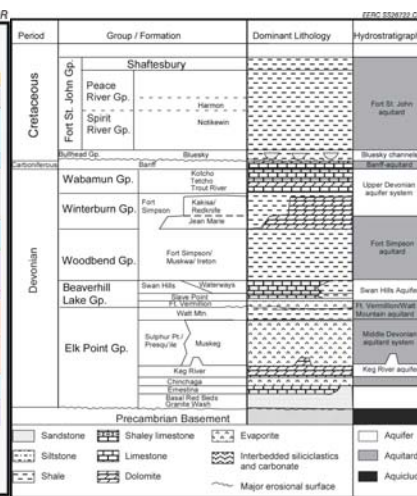 R
EERC SS26722.C
Period Group / Formation Dominant Lithology Hydrostratigraph
Cretaceous
Fort St. John Gp.
Shaftesbury
Peace River Gp.
Harmon
Spirit River Gp.
Notikewin
Fort St. John aquitard
Bullhead Gp. Bluesky Bluesky channels
Carboniferous Banff Banff-aquitard
Devonian
Wabamun Gp.
Kotcho
Tetcho
Trout River
Upper Devonian aquifer system
Winterburn Gp.
Fort Simpson
Kakisa/
Redknife
Jean Marie
Woodbend Gp.
Fort Simpson/
Muskwa/ Ireton
Fort Simpson aquitard
Beaverhill Lake Gp.
Swan Hills Waterways
Slave Point
Ft. Vermilion
Swan Hills Aquife
Ft. Vermillion/Watt Mountain aquitard
Watt Mtn.
Elk Point Gp.
Sulphur Pt./
Presqu'ile
Muskeg
Middle Devonian aquitard system
Keg River Keg River aquife
Chinchaga
Ernestina
Basal Red Beds
Granite Wash
Precambrian Basement
Sandstone Shaley limestone Evaporite Aquifer
Siltstone Limestone Interbedded siliciclastics and carbonate Aquitard
Shale Dolomite Major erosional surface Aquiclud